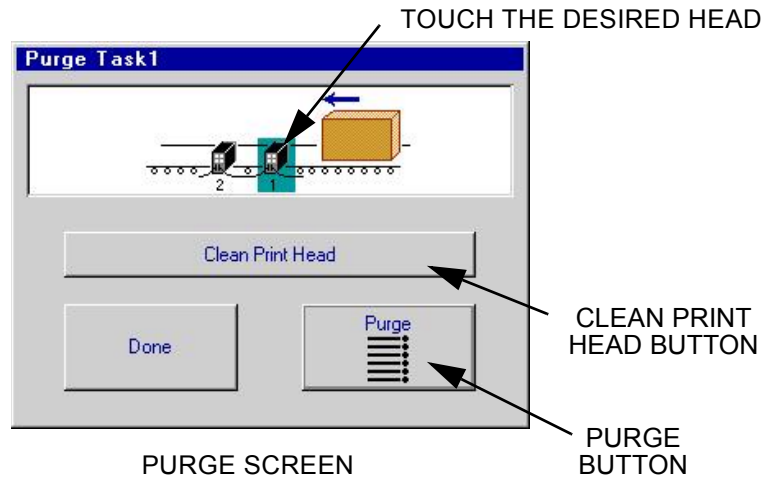 TOUCH THE DESIRED HEAD
Purge Task1
2 1
Clean Print Head
Done
Purge
CLEAN PRINT
HEAD BUTTON
PURGE
BUTTON
PURGE SCREEN